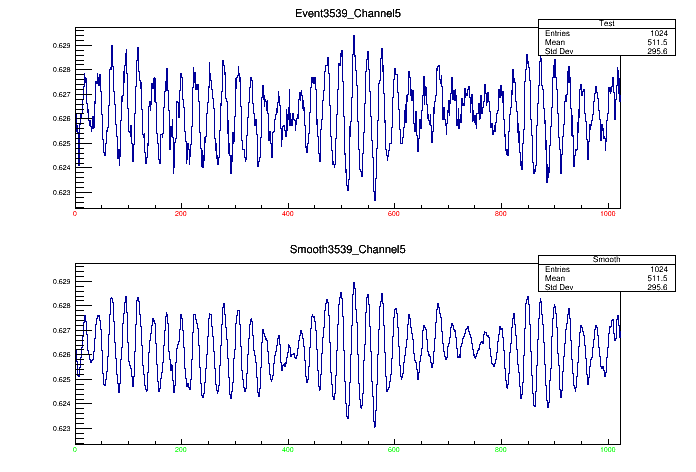 Event3539_Channel5
Test
Entries 1024
Mean 511.5
Std Dev 295.6
0.629
0.628
0.627
0.626
0.625
0.624
0.623
0 200 400 600 800 1000
Smooth3539_Channel5
Smooth
Entries 1024
Mean 511.5
Std Dev 295.6
0.629
0.628
0.627
0.626
0.625
0.624
0.623
0 200 400 600 800 1000